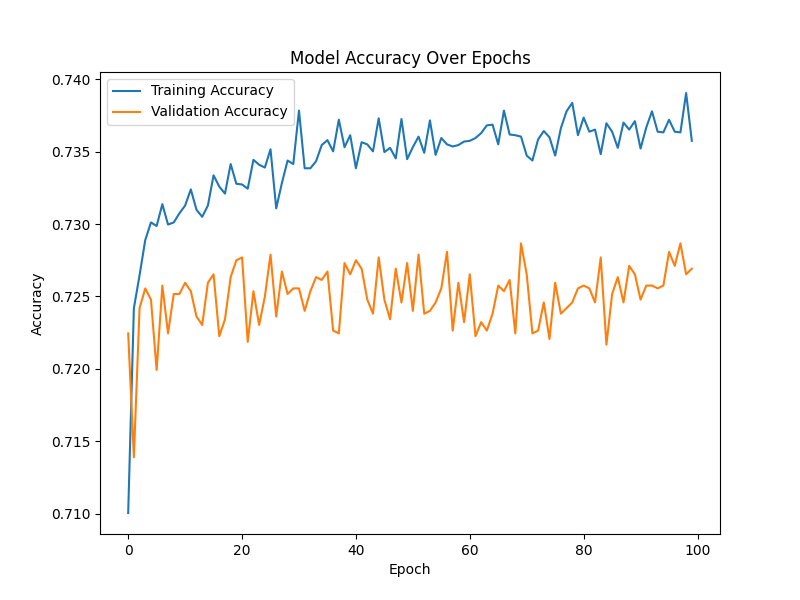 Model Accuracy Over Epochs
Training Accuracy
Validation Accuracy
0.740
0.735
0.730
0.725
0.720
0.715
0.710
Accuracy
0 20 40 60 80 100
Epoch